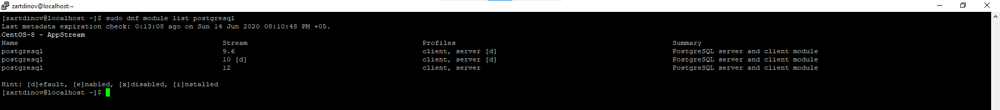 zartdinov@localhost:~
[zartdinov@localhost ~]$ sudo dnf module list postgresql
Last metadata expiration check: 0:13:08 ago on Sun 14 Jun 2020 08:10:48 PM +05.
CentOS-8 - AppStream
Name Stream Profiles Summary
postgresql 9.6 client, server [d] PostgreSQL server and client module
postgresql 10 [d] client, server [d] PostgreSQL server and client module
postgresql 12 client, server PostgreSQL server and client module
Hint: [d]efault, [e]nabled, [x]disabled, [i]nstalled
[zartdinov@localhost ~]$